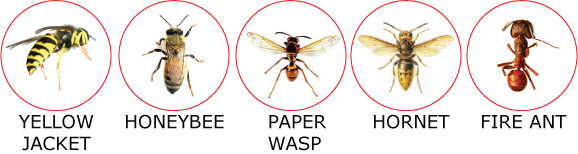 YELLOW
JACKET
HONEYBEE
PAPER
WASP
HORNET
FIRE ANT